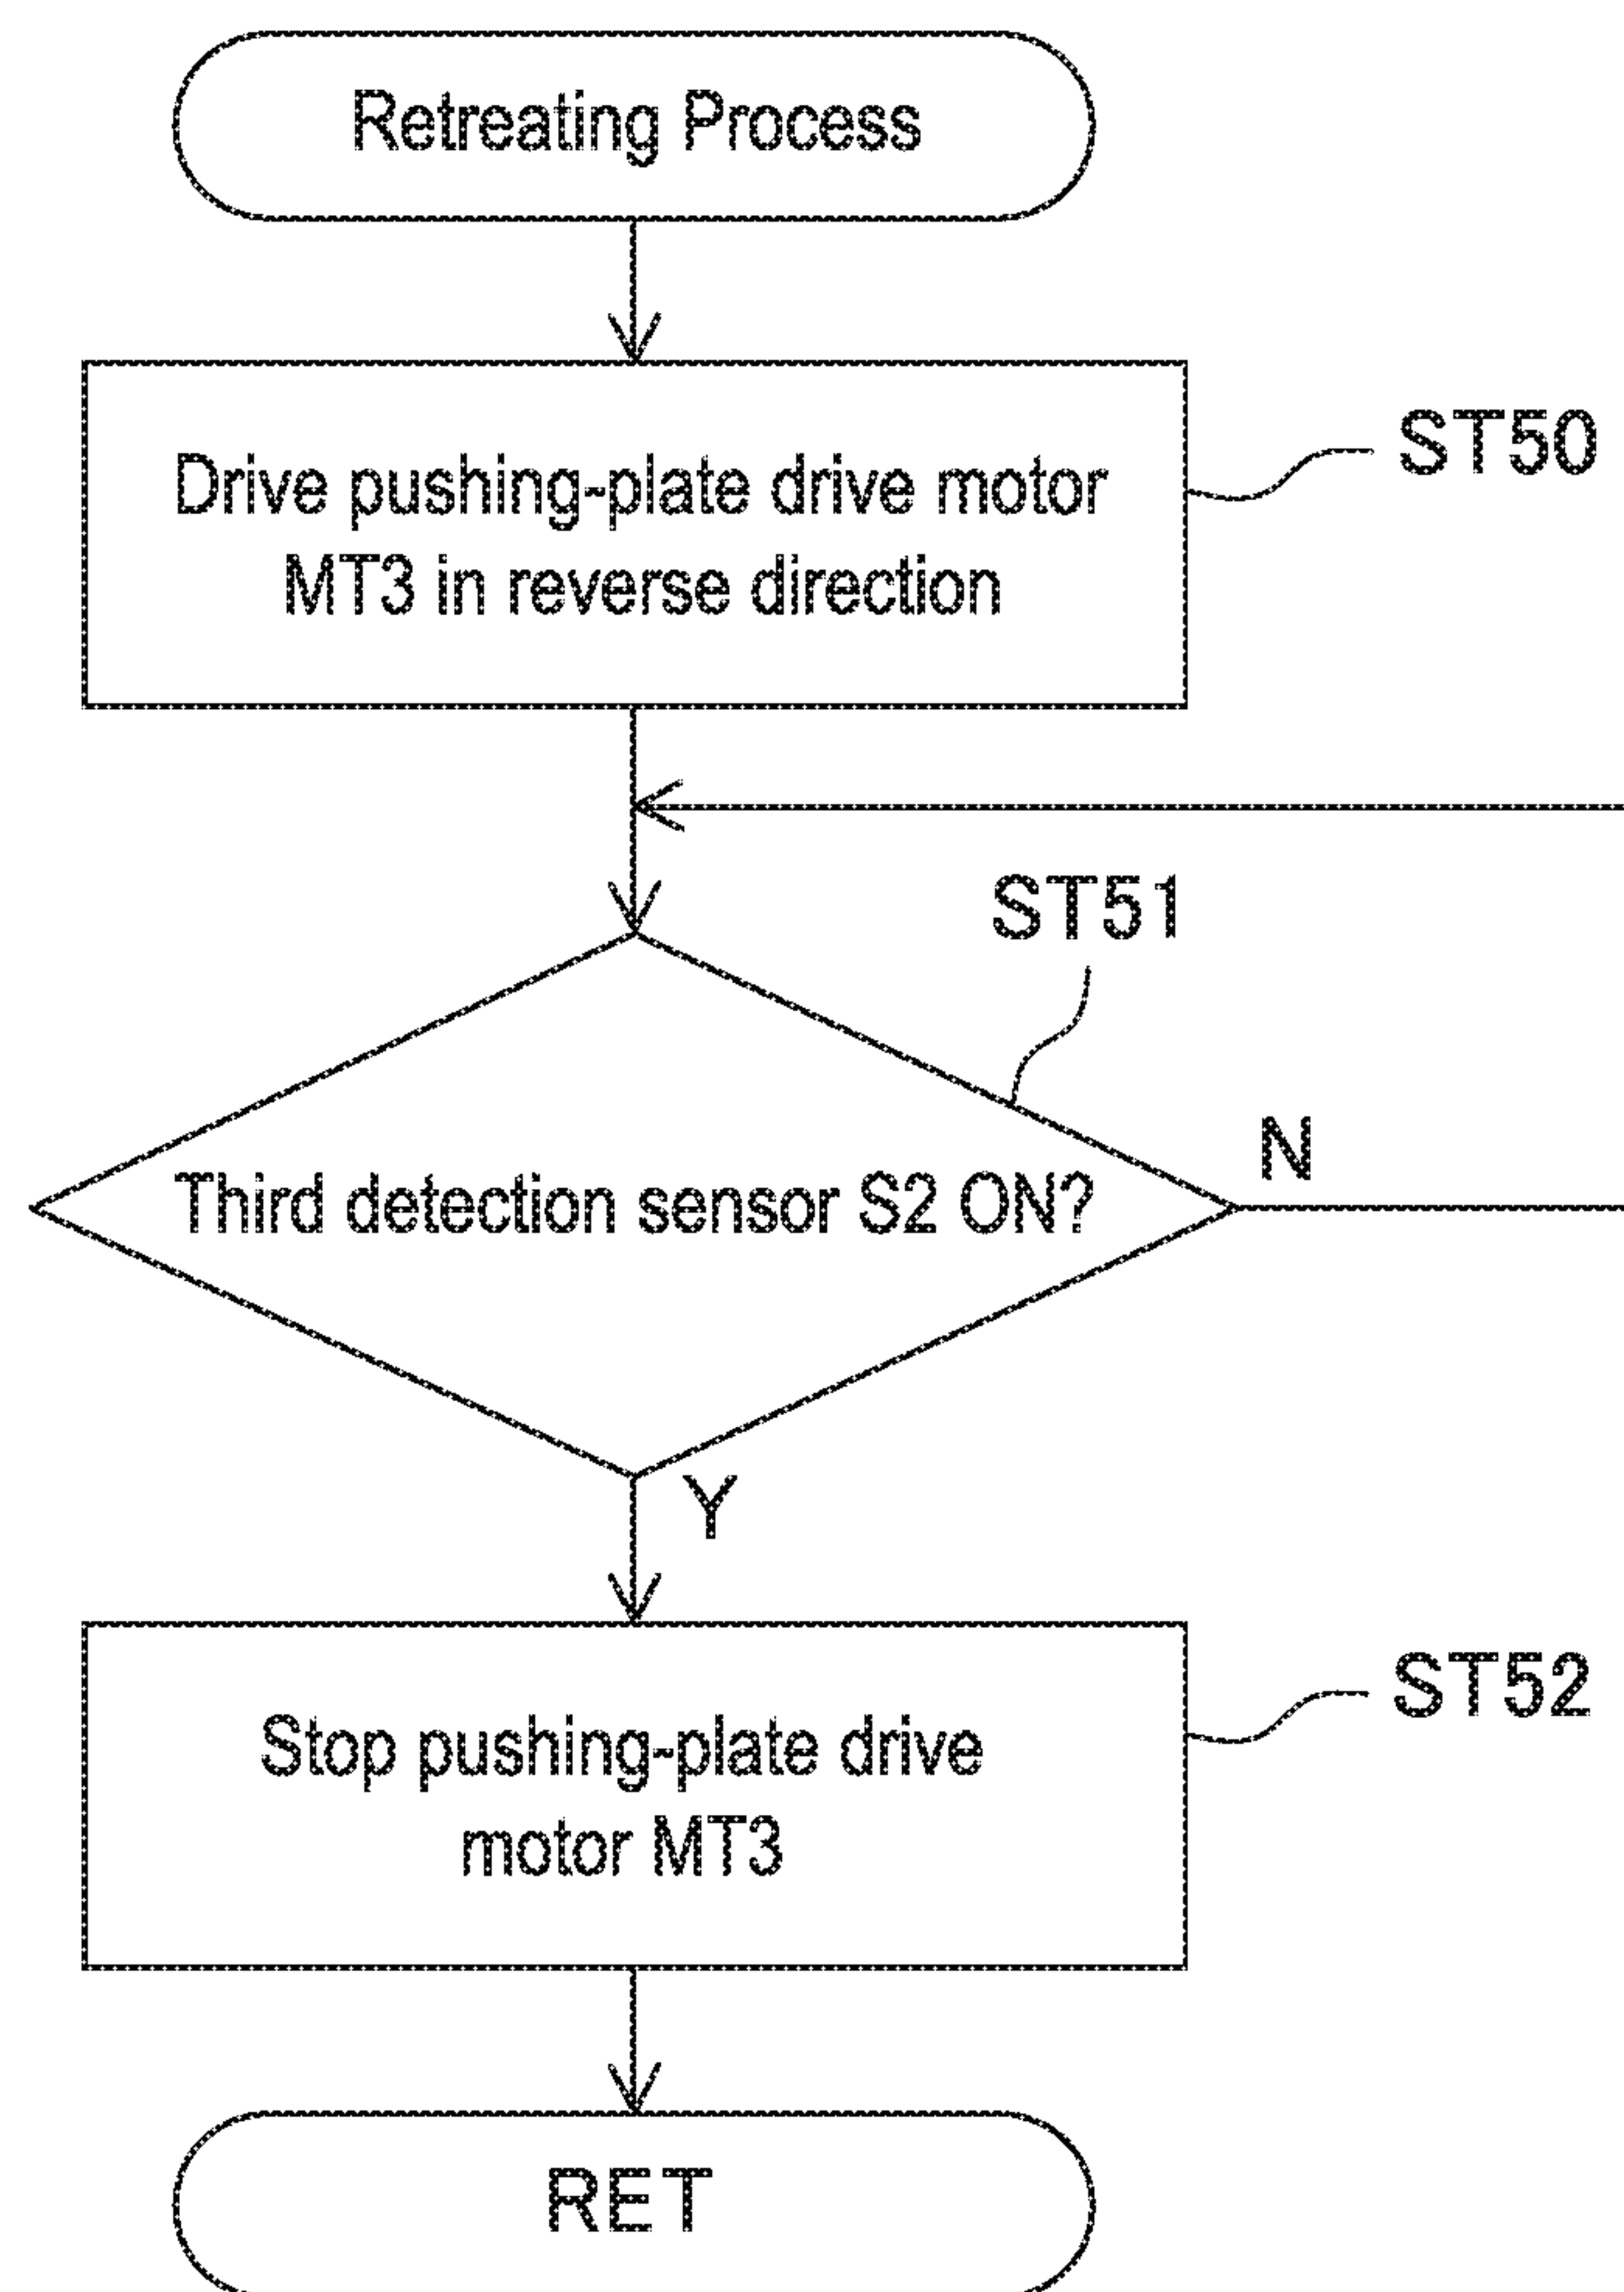 Retreating Process
Drive pushing-plate drive motor
MT3 in reverse direction
ST50
ST51
Third detection sensor S2 ON?
N
Y
Stop pushing-plate drive
motor MT3
ST52
RET